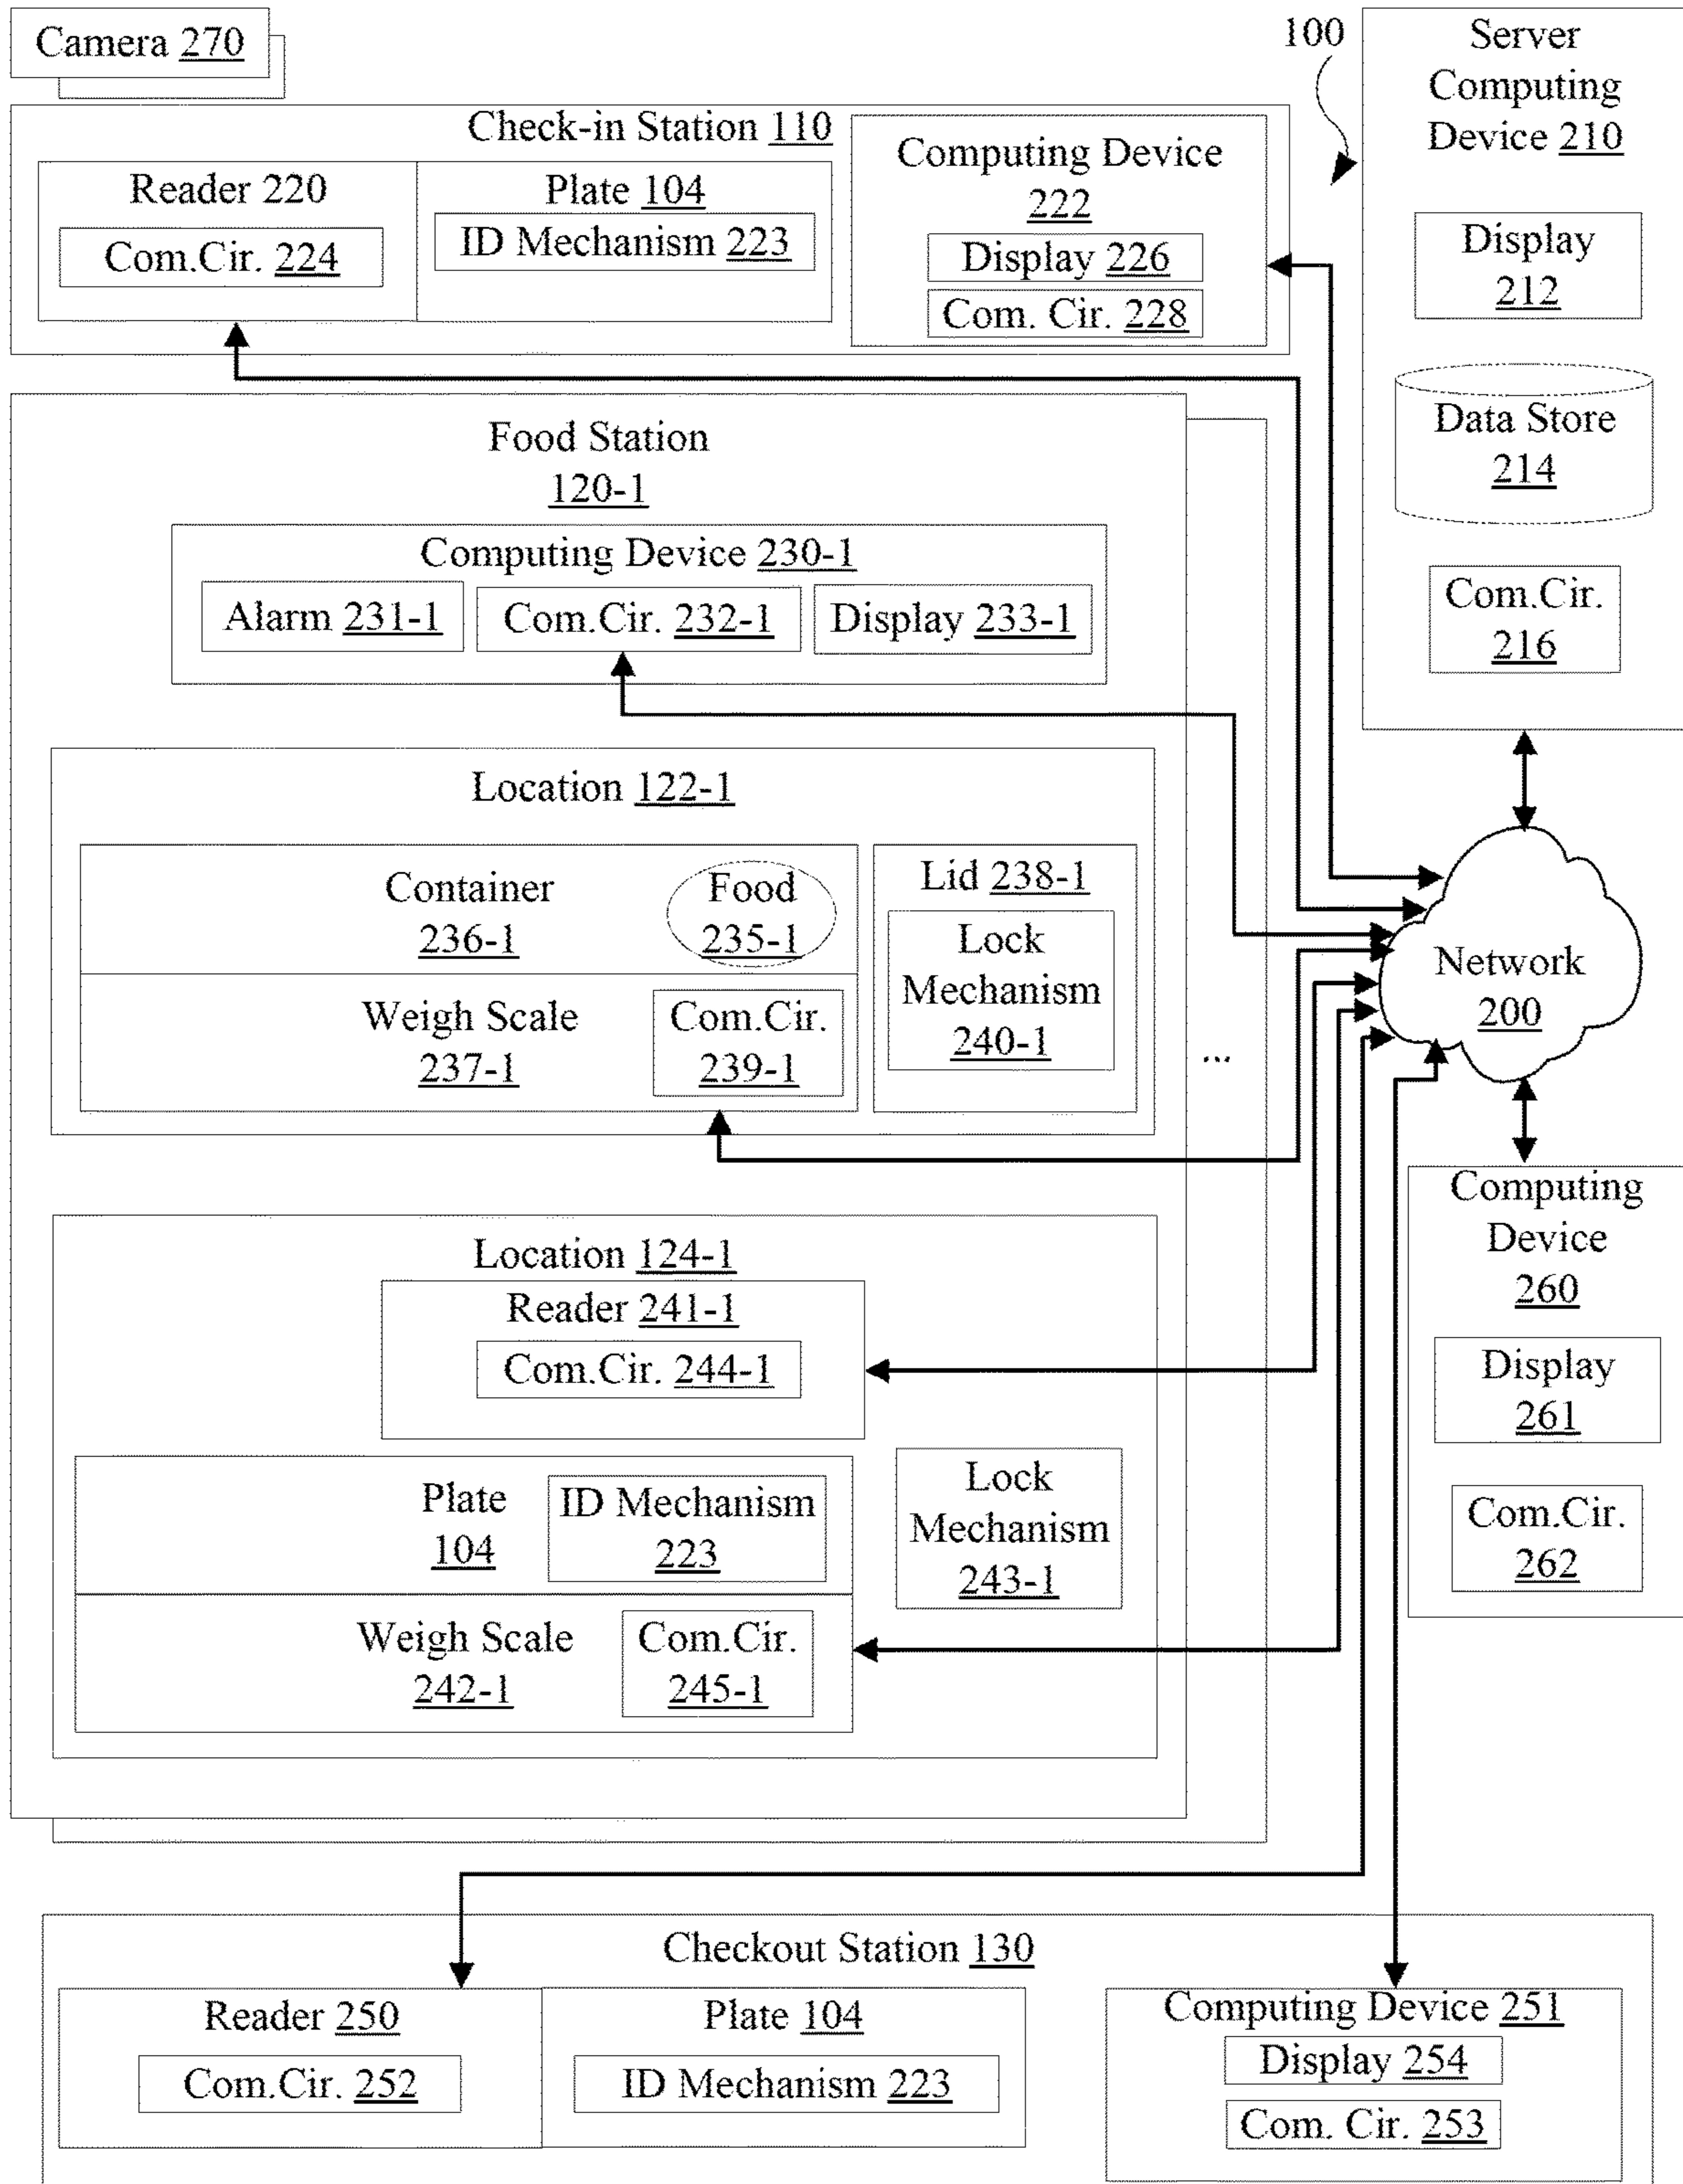 Camera 270
100
Server
Computing
Device 210
Display
212
Data Store
214
Com.Cir.
216
Check-in Station 110
Reader 220
Com.Cir. 224
Plate 104
ID Mechanism 223
Computing Device
222
Display 226
Com. Cir. 228
Food Station
120-1
Computing Device 230-1
Alarm 231-1
Com.Cir. 232-1
Display 233-1
Location 122-1
Container
236-1
Food
235-1
Weigh Scale
237-1
Com.Cir.
239-1
Lid 238-1
Lock
Mechanism
240-1
...
Network
200
Location 124-1
Reader 241-1
Com.Cir. 244-1
Plate
104
ID Mechanism
223
Lock
Mechanism
243-1
Weigh Scale
242-1
Com.Cir.
245-1
Computing
Device
260
Display
261
Com.Cir.
262
Checkout Station 130
Reader 250
Com.Cir. 252
Plate 104
ID Mechanism 223
Computing Device 251
Display 254
Com. Cir. 253